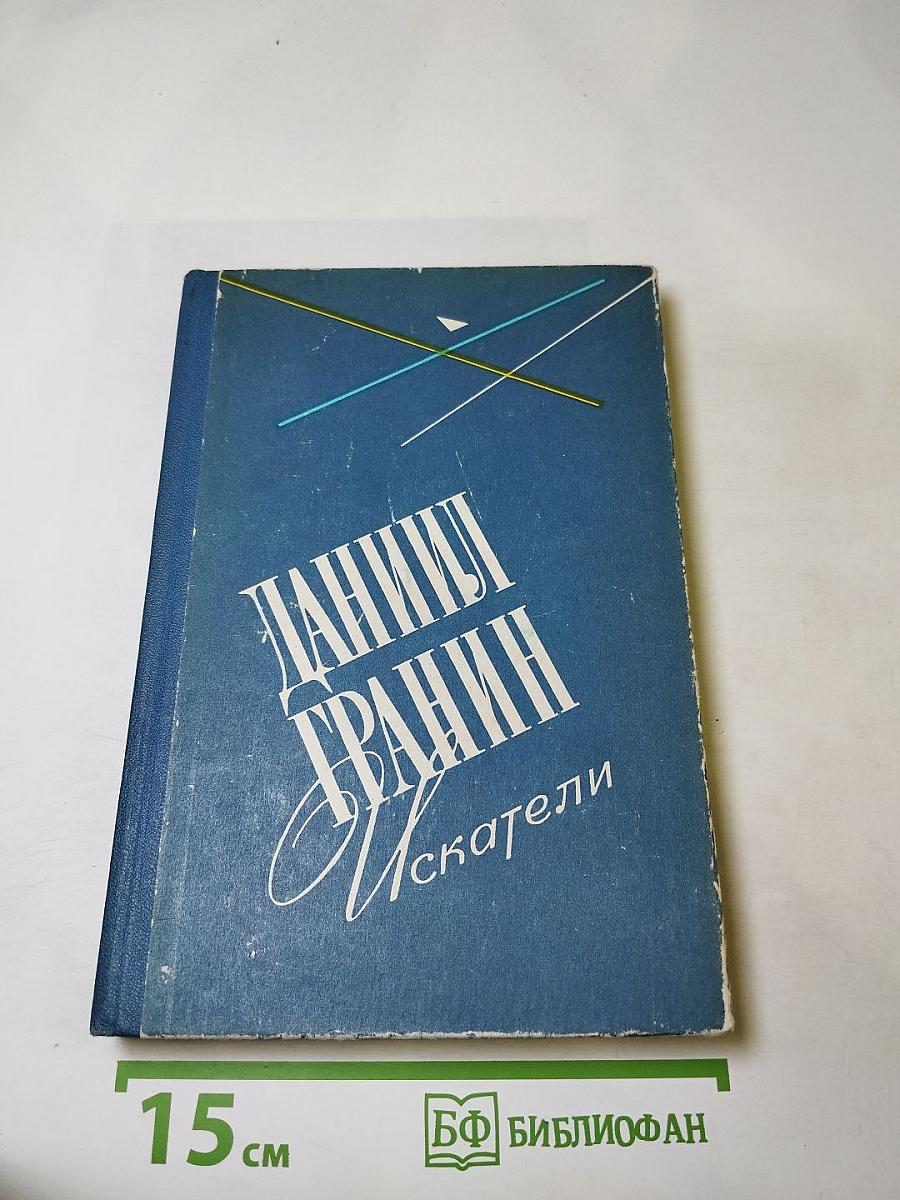 ДАНИИЛ
ГРАНИН
Искатели
15 см
БФ БИБЛИОФАН